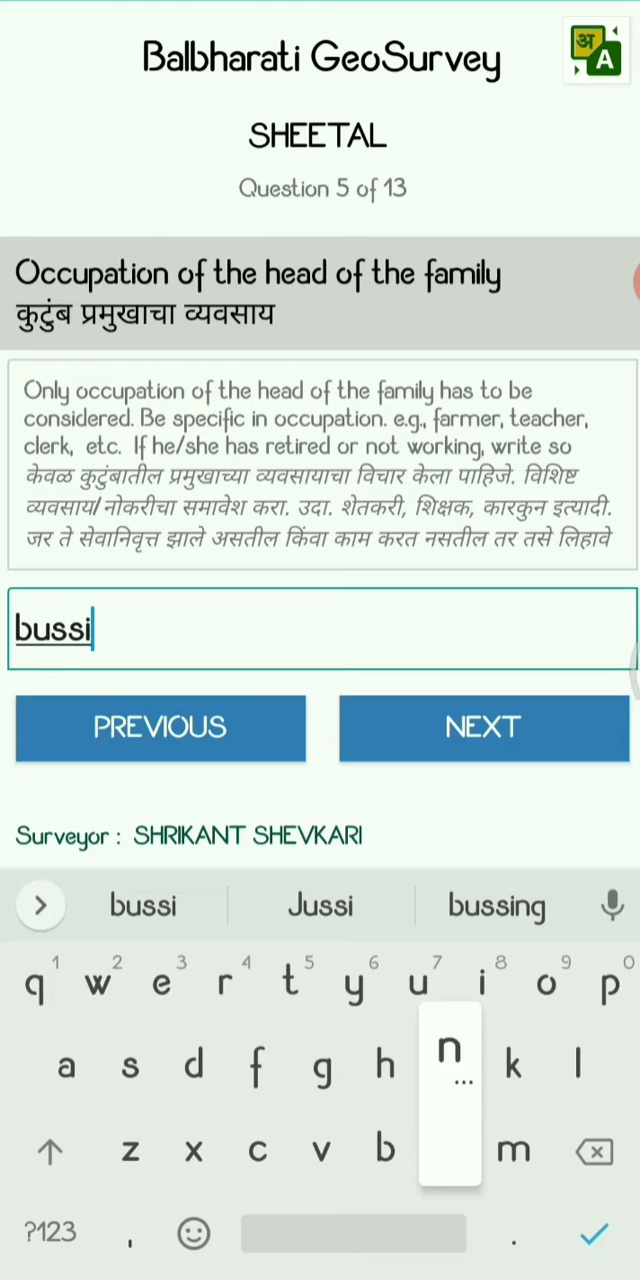 Balbharati GeoSurvey
अ A
SHEETAL
Question 5 of 13
Occupation of the head of the family
कुटुंब प्रमुखाचा व्यवसाय
Only occupation of the head of the family has to be
considered. Be specific in occupation. e.g., farmer, teacher,
clerk, etc. If he/she has retired or not working, write so
केवळ कुटुंबातील प्रमुखाच्या व्यवसायाचा विचार केला पाहिजे. विशिष्ट
व्यवसाय/नोकरीचा समावेश करा. उदा. शेतकरी, शिक्षक, कारकुन इत्यादी.
जर ते सेवानिवृत्त झाले असतील किंवा काम करत नसतील तर तसे लिहावे
bussi
PREVIOUS NEXT
Surveyor : SHRIKANT SHEVKARI
bussi Jussi bussing
1 2 3 4 5 6 7 8 9 0
q w e r t y u i o p
a s d f g h n... k l
z x c v b m
?123 , .